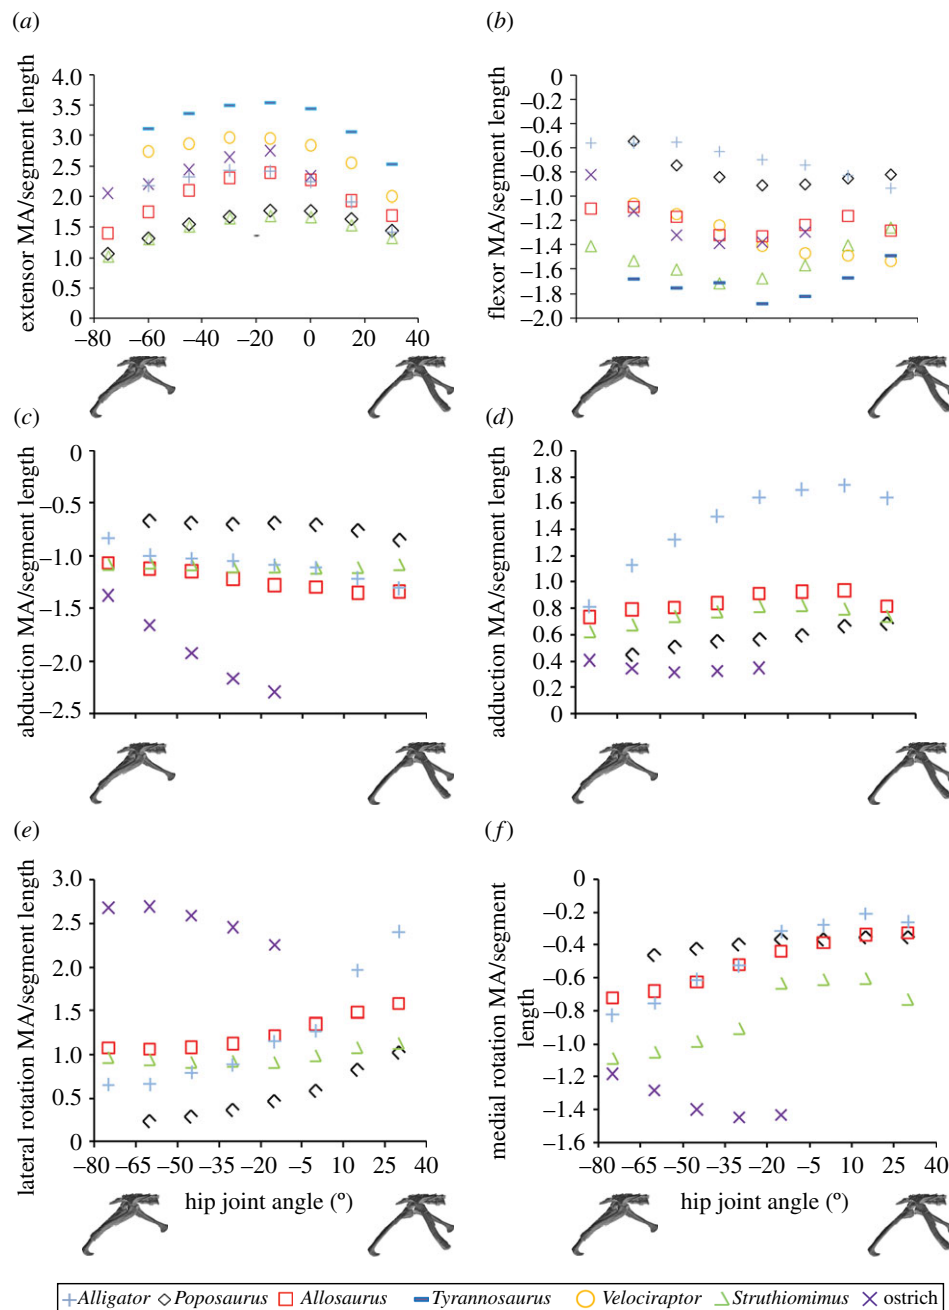 (a)
extensor MA/segment length
4.0
3.5
3.0
2.5
2.0
1.5
1.0
0.5
0
–80 –60 –40 –20 0 20 40
(b)
flexor MA/segment length
0
–0.2
–0.4
–0.6
–0.8
–1.0
–1.2
–1.4
–1.6
–1.8
–2.0
(c)
abduction MA/segment length
0
–0.5
–1.0
–1.5
–2.0
–2.5
(d)
adduction MA/segment length
2.0
1.8
1.6
1.4
1.2
1.0
0.8
0.6
0.4
0.2
0
(e)
lateral rotation MA/segment length
3.0
2.5
2.0
1.5
1.0
0.5
0
–80 –65 –50 –35 –20 –5 10 25 40
hip joint angle (º)
(f)
medial rotation MA/segment
length
0
–0.2
–0.4
–0.6
–0.8
–1.0
–1.2
–1.4
–1.6
–80 –65 –50 –35 –20 –5 10 25 40
hip joint angle (º)
Alligator Poposaurus Allosaurus Tyrannosaurus Velociraptor Struthiomimus ostrich